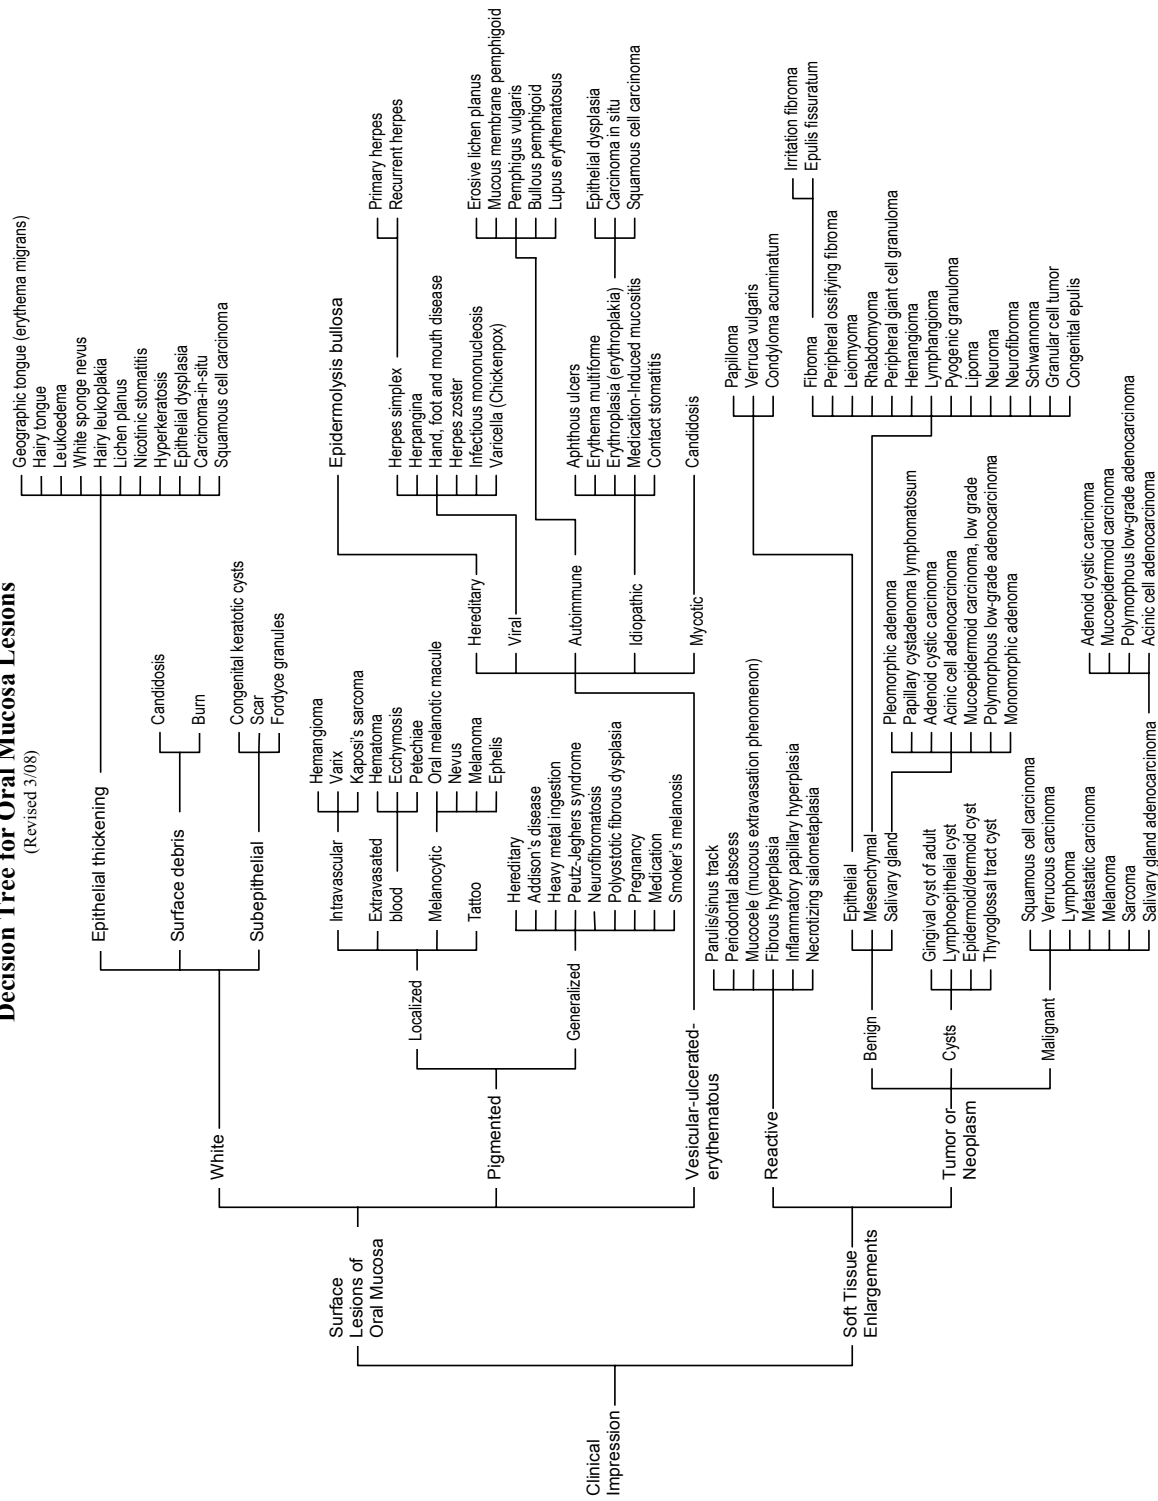 Decision Tree for Oral Mucosa Lesions
(Revised 3/08)
Clinical
Impression
Surface
Lesions of
Oral Mucosa
White
Epithelial thickening
Geographic tongue (erythema migrans)
Hairy tongue
Leukoedema
White sponge nevus
Hairy leukoplakia
Lichen planus
Nicotinic stomatitis
Hyperkeratosis
Epithelial dysplasia
Carcinoma-in-situ
Squamous cell carcinoma
Surface debris
Candidosis
Burn
Subepithelial
Congenital keratotic cysts
Scar
Fordyce granules
Pigmented
Localized
Intravascular
Hemangioma
Varix
Kaposi's sarcoma
Extravasated
blood
Hematoma
Ecchymosis
Petechiae
Melanocytic
Oral melanotic macule
Nevus
Melanoma
Ephelis
Tattoo
Generalized
Hereditary
Addison's disease
Heavy metal ingestion
Peutz-Jeghers syndrome
Neurofibromatosis
Polyostotic fibrous dysplasia
Pregnancy
Medication
Smoker's melanosis
Vesicular-ulcerated-
erythematous
Hereditary
Epidermolysis bullosa
Viral
Herpes simplex
Primary herpes
Recurrent herpes
Herpangina
Hand, foot and mouth disease
Herpes zoster
Infectious mononucleosis
Varicella (Chickenpox)
Autoimmune
Erosive lichen planus
Mucous membrane pemphigoid
Pemphigus vulgaris
Bullous pemphigoid
Lupus erythematosus
Idiopathic
Aphthous ulcers
Erythema multiforme
Erythroplasia (erythroplakia)
Epithelial dysplasia
Carcinoma in situ
Squamous cell carcinoma
Medication-Induced mucositis
Contact stomatitis
Mycotic
Candidosis
Soft Tissue
Enlargements
Reactive
Parulis/sinus track
Periodontal abscess
Mucocele (mucous extravasation phenomenon)
Fibrous hyperplasia
Inflammatory papillary hyperplasia
Necrotizing sialometaplasia
Tumor or
Neoplasm
Benign
Epithelial
Papilloma
Verruca vulgaris
Condyloma acuminatum
Mesenchymal
Fibroma
Irritation fibroma
Epulis fissuratum
Peripheral ossifying fibroma
Leiomyoma
Rhabdomyoma
Peripheral giant cell granuloma
Hemangioma
Lymphangioma
Pyogenic granuloma
Lipoma
Neuroma
Neurofibroma
Schwannoma
Granular cell tumor
Congenital epulis
Salivary gland
Pleomorphic adenoma
Papillary cystadenoma lymphomatosum
Adenoid cystic carcinoma
Acinic cell adenocarcinoma
Mucoepidermoid carcinoma, low grade
Polymorphous low-grade adenocarcinoma
Monomorphic adenoma
Cysts
Gingival cyst of adult
Lymphoepithelial cyst
Epidermoid/dermoid cyst
Thyroglossal tract cyst
Malignant
Squamous cell carcinoma
Verrucous carcinoma
Lymphoma
Metastatic carcinoma
Melanoma
Sarcoma
Salivary gland adenocarcinoma
Adenoid cystic carcinoma
Mucoepidermoid carcinoma
Polymorphous low-grade adenocarcinoma
Acinic cell adenocarcinoma